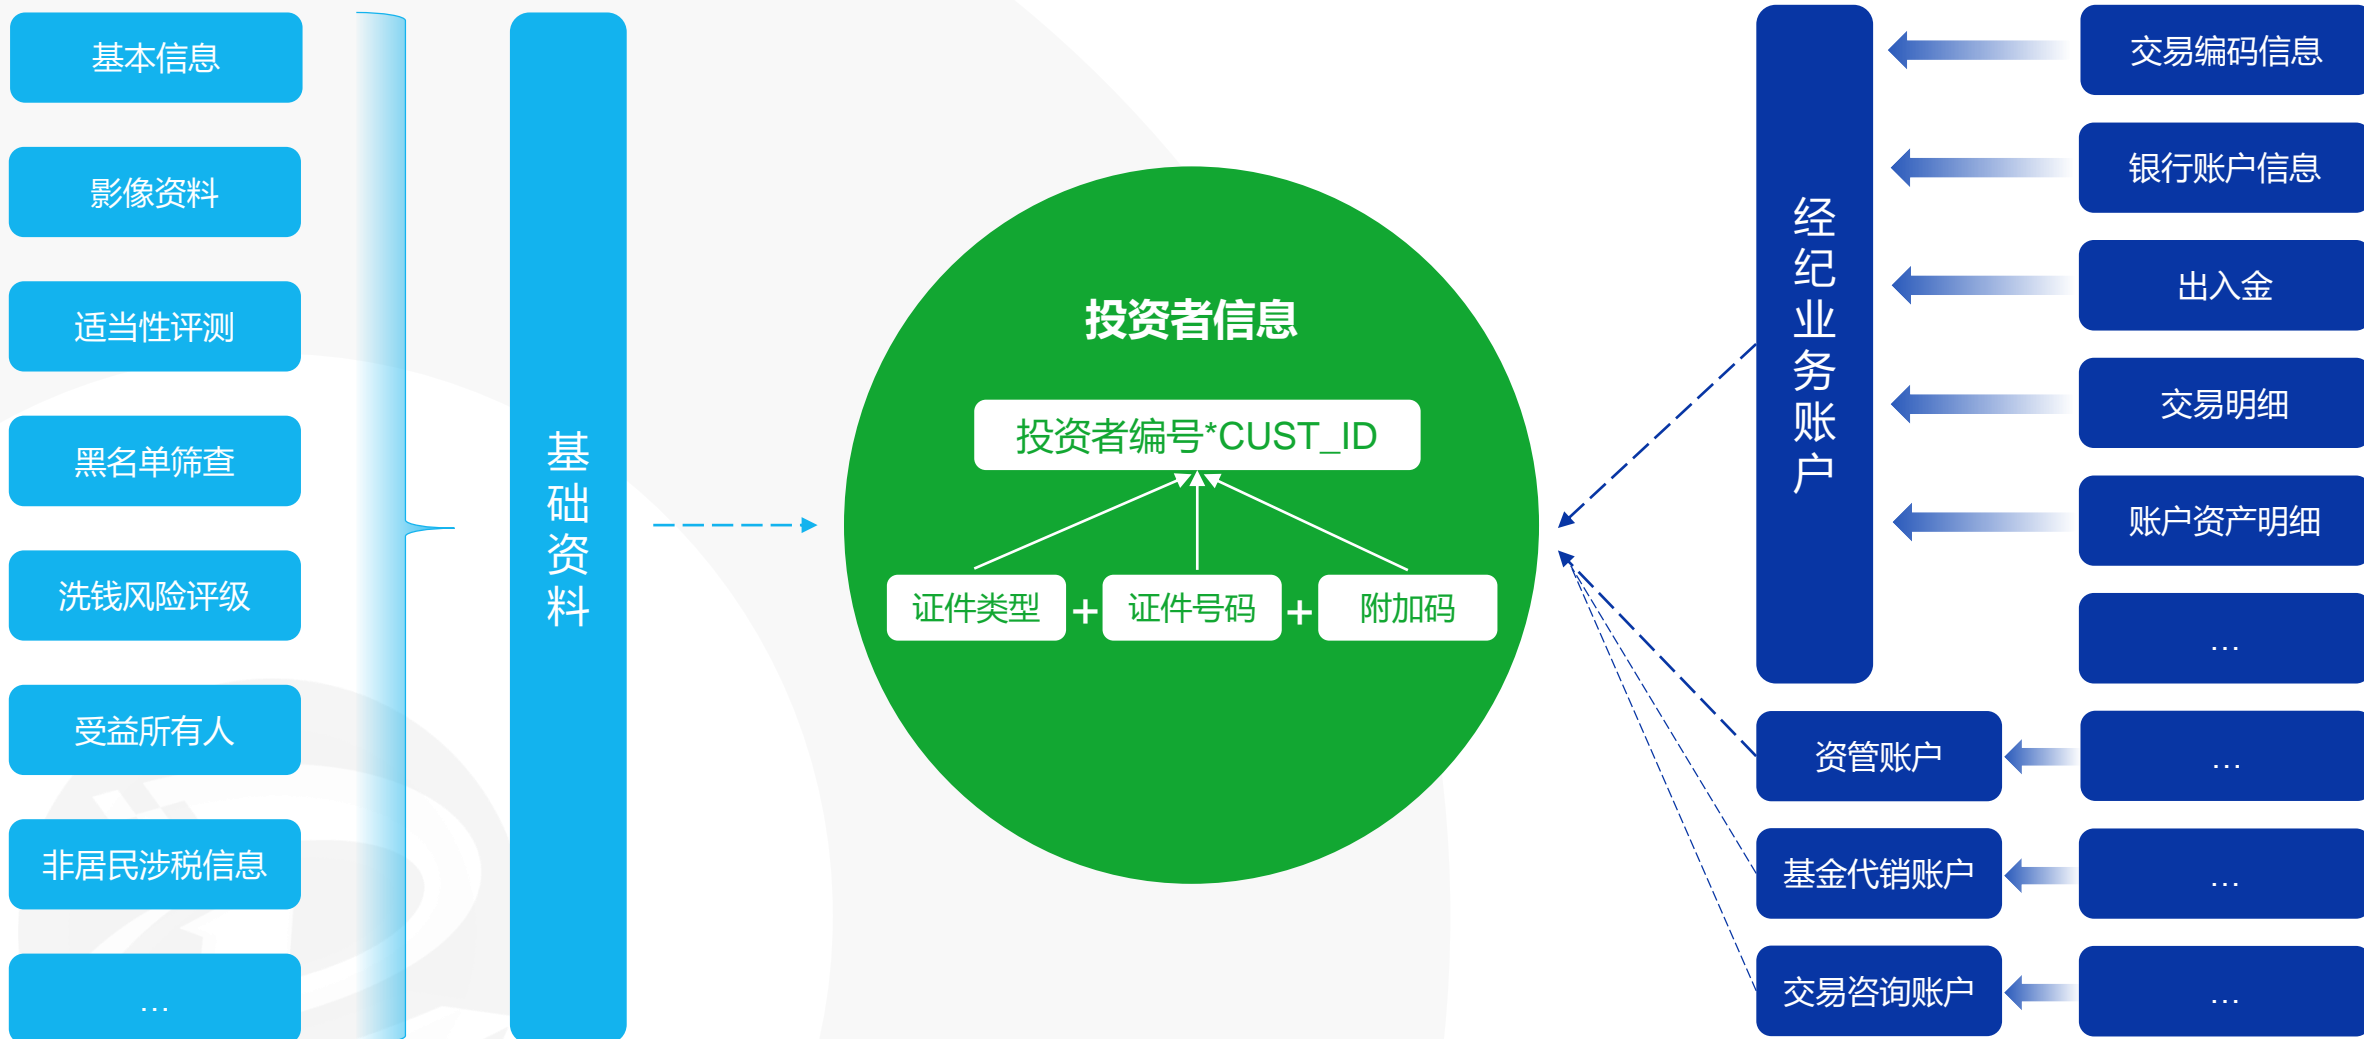 基本信息
影像资料
适当性评测
黑名单筛查
洗钱风险评级
受益所有人
非居民涉税信息
…
基础资料
投资者信息
投资者编号*CUST_ID
证件类型+证件号码+附加码
经纪业务账户
资管账户
基金代销账户
交易咨询账户
交易编码信息
银行账户信息
出入金
交易明细
账户资产明细
…
…
…
…